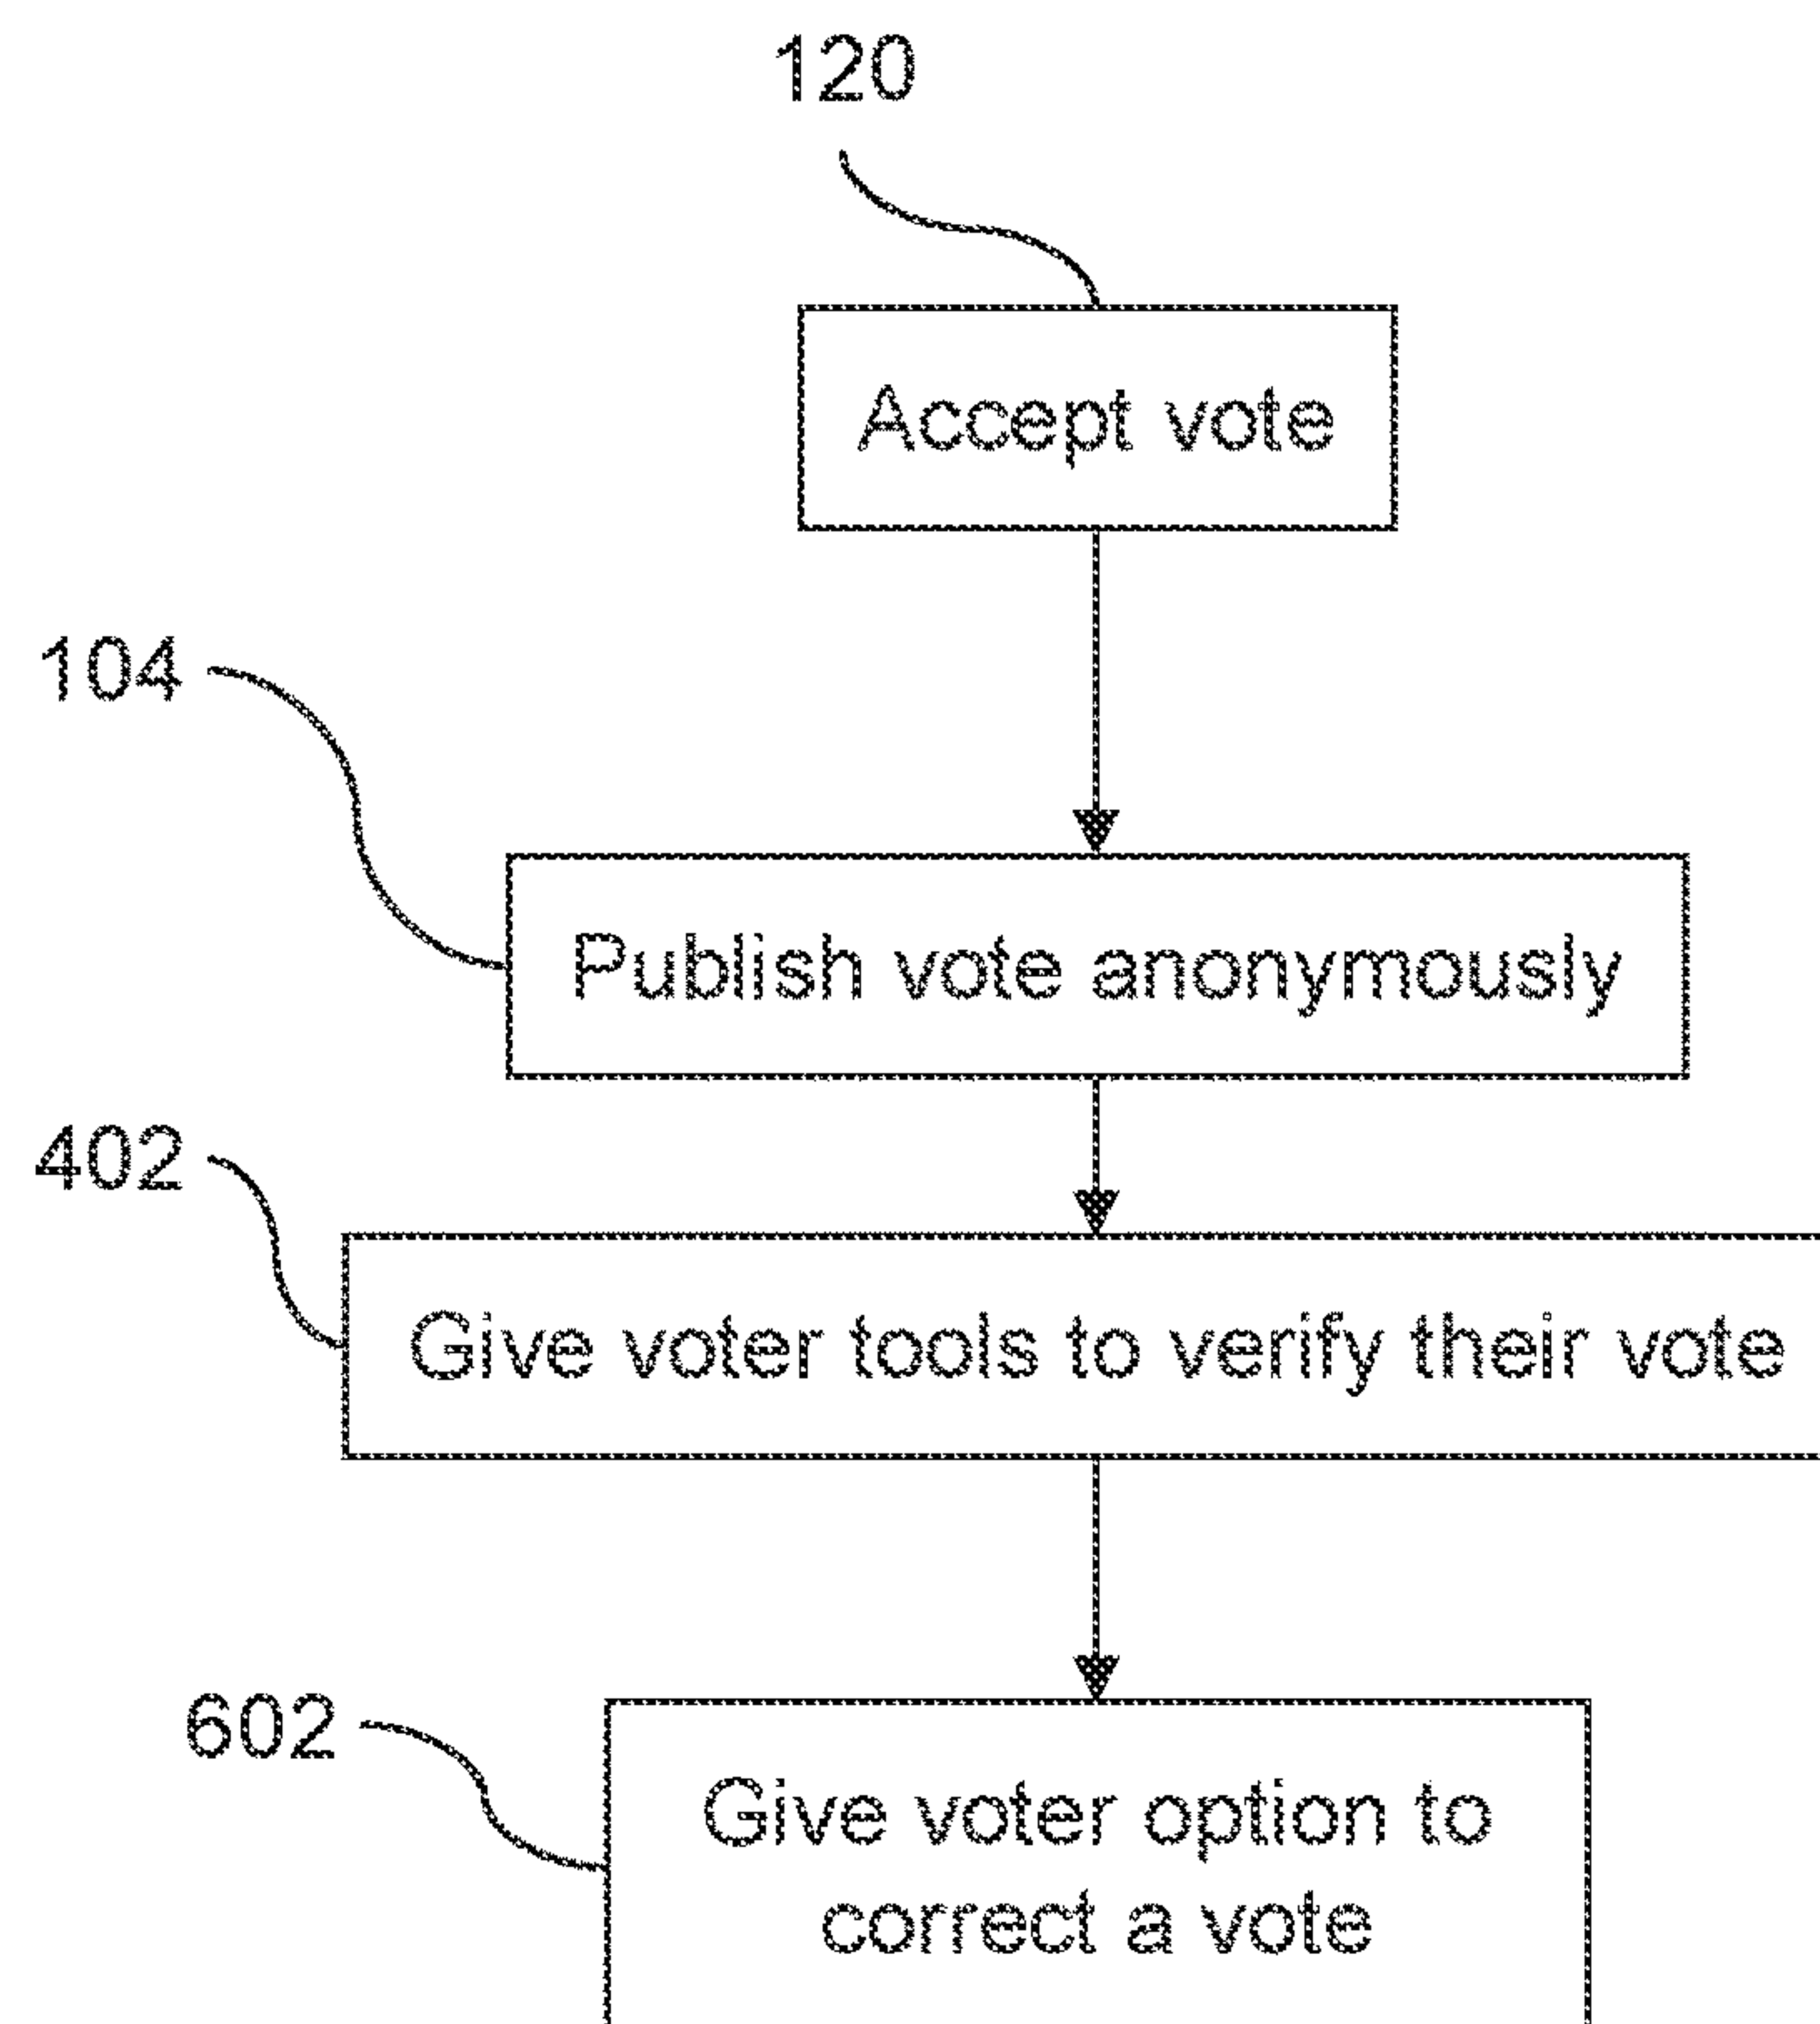 120
Accept vote
104
Publish vote anonymously
402
Give voter tools to verify their vote
602
Give voter option to
correct a vote